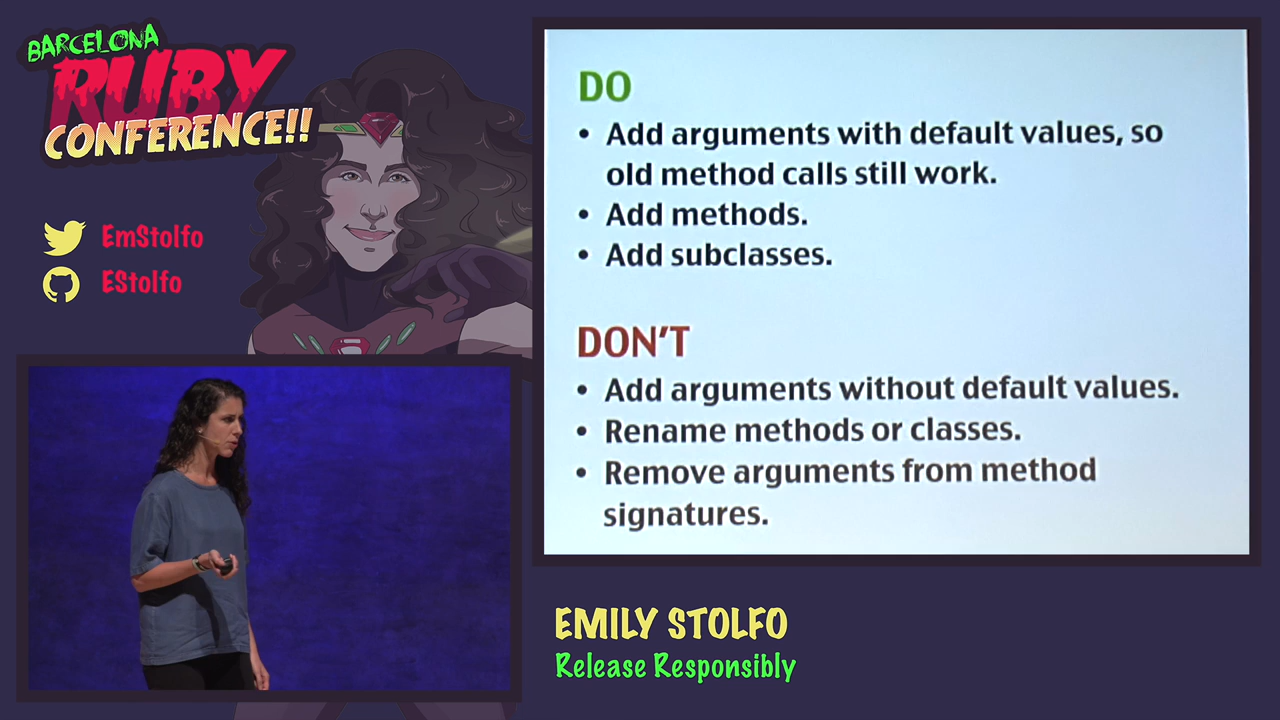 BARCELONA
RUBY
CONFERENCE!!
EmStolfo
EStolfo
DO
• Add arguments with default values, so
old method calls still work.
• Add methods.
• Add subclasses.
DON'T
• Add arguments without default values.
• Rename methods or classes.
• Remove arguments from method
signatures.
EMILY STOLFO
Release Responsibly